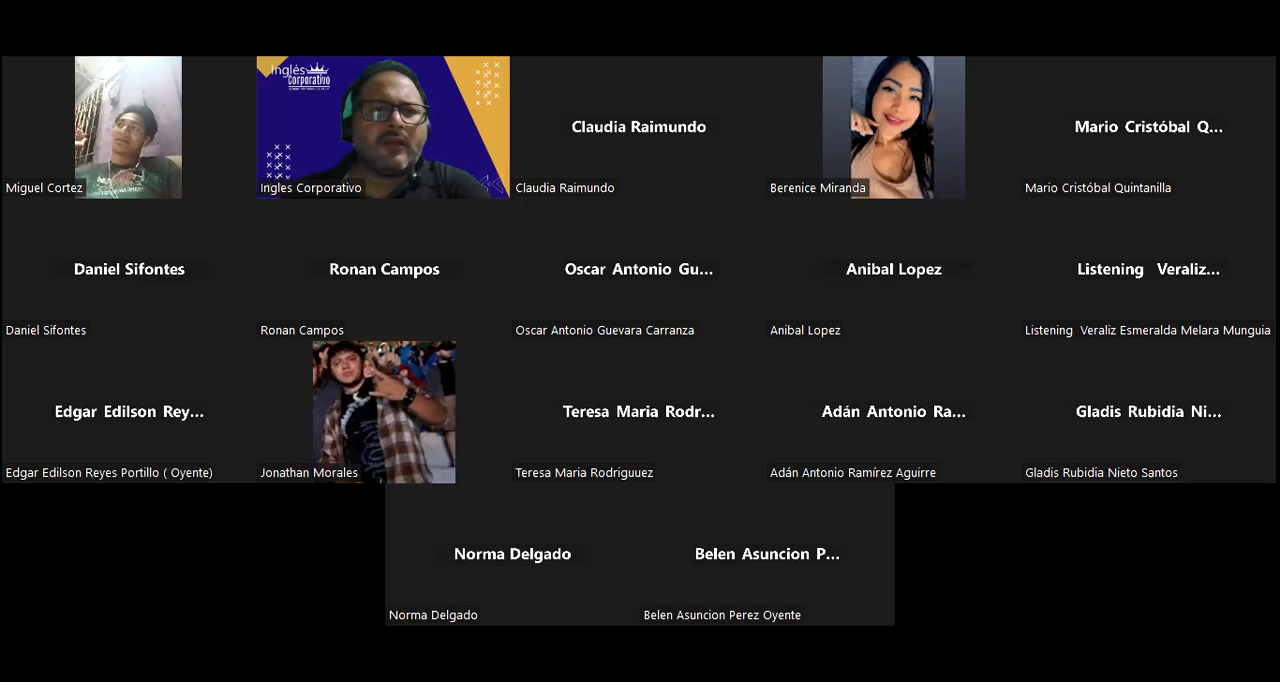 Miguel Cortez
Inglés
Corporativo
Ingles Corporativo
Claudia Raimundo
Claudia Raimundo
Berenice Miranda
Mario Cristóbal Q...
Mario Cristóbal Quintanilla
Daniel Sifontes
Daniel Sifontes
Ronan Campos
Ronan Campos
Oscar Antonio Gu...
Oscar Antonio Guevara Carranza
Anibal Lopez
Anibal Lopez
Listening Veraliz...
Listening Veraliz Esmeralda Melara Munguia
Edgar Edilson Rey...
Edgar Edilson Reyes Portillo ( Oyente)
Jonathan Morales
Teresa Maria Rodr...
Teresa Maria Rodriguuez
Adán Antonio Ra...
Adán Antonio Ramírez Aguirre
Gladis Rubidia Ni...
Gladis Rubidia Nieto Santos
Norma Delgado
Norma Delgado
Belen Asuncion P...
Belen Asuncion Perez Oyente